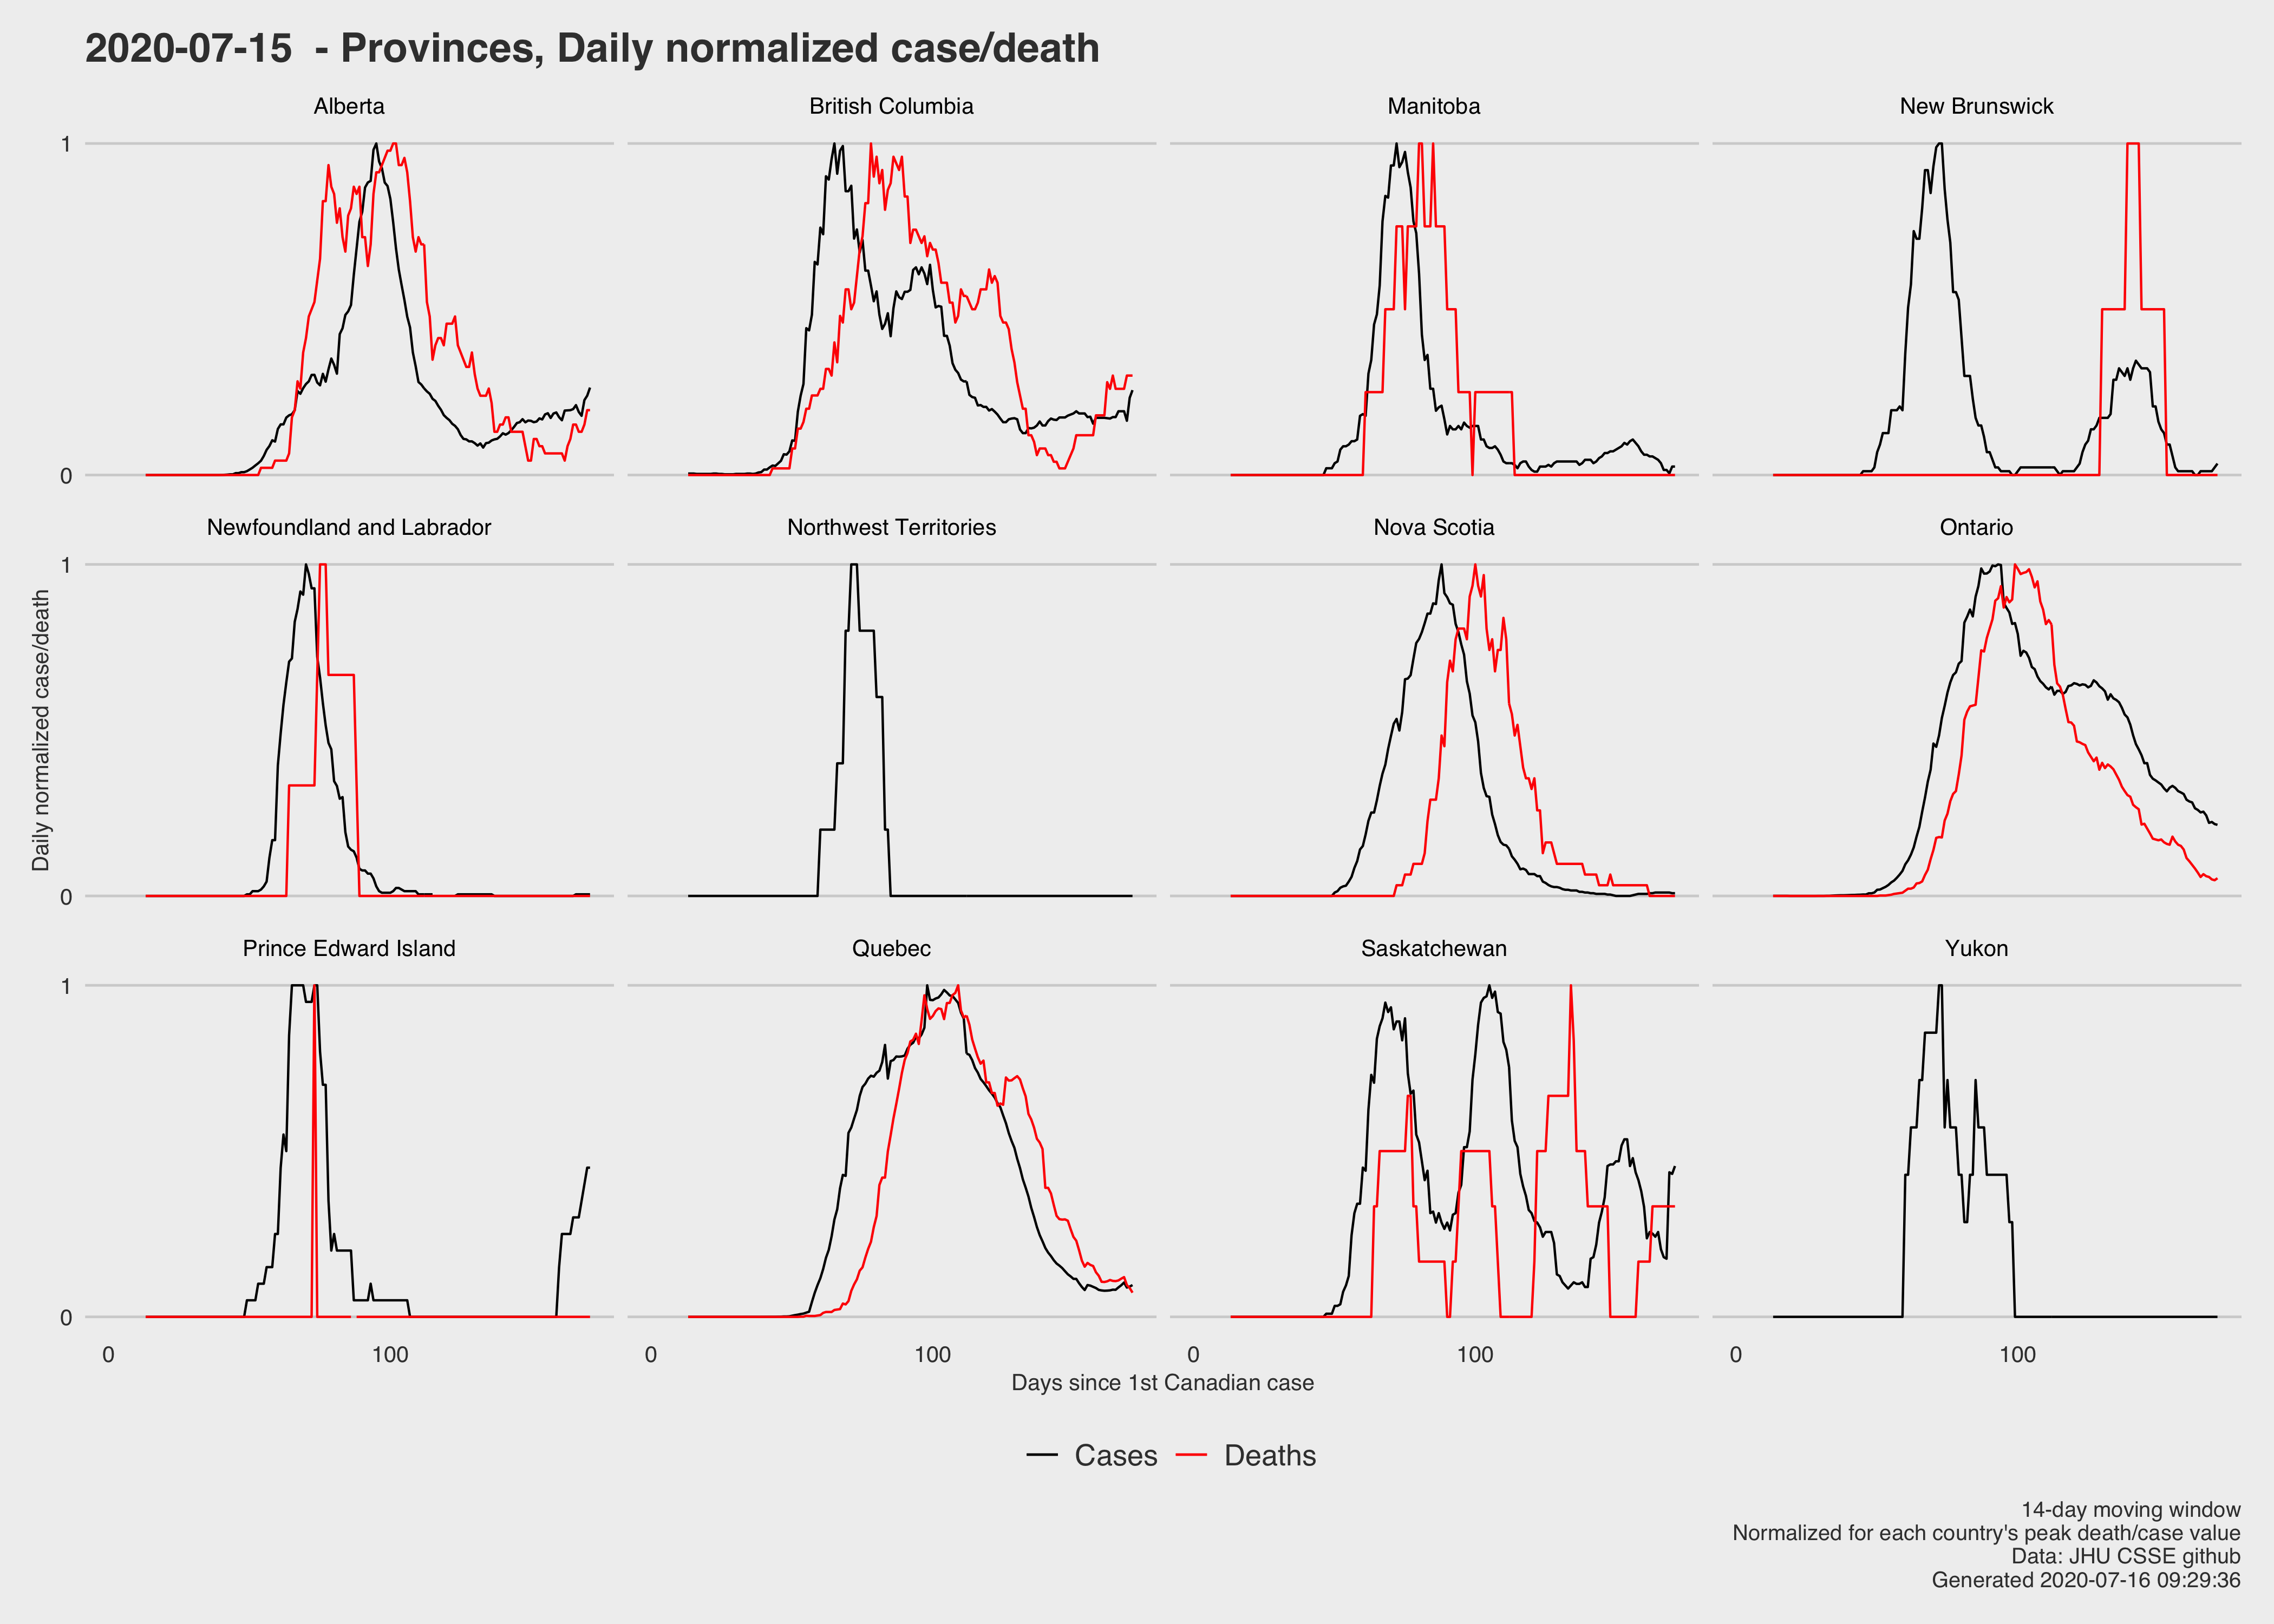 2020-07-15  - Provinces, Daily normalized case/death
Alberta
British Columbia
Manitoba
New Brunswick
1
0
Newfoundland and Labrador
Northwest Territories
Nova Scotia
Ontario
1
0
Daily normalized case/death
Prince Edward Island
Quebec
Saskatchewan
Yukon
1
0
0 100 0 100 0 100 0 100
Days since 1st Canadian case
Cases Deaths
14-day moving window
Normalized for each country's peak death/case value
Data: JHU CSSE github
Generated 2020-07-16 09:29:36